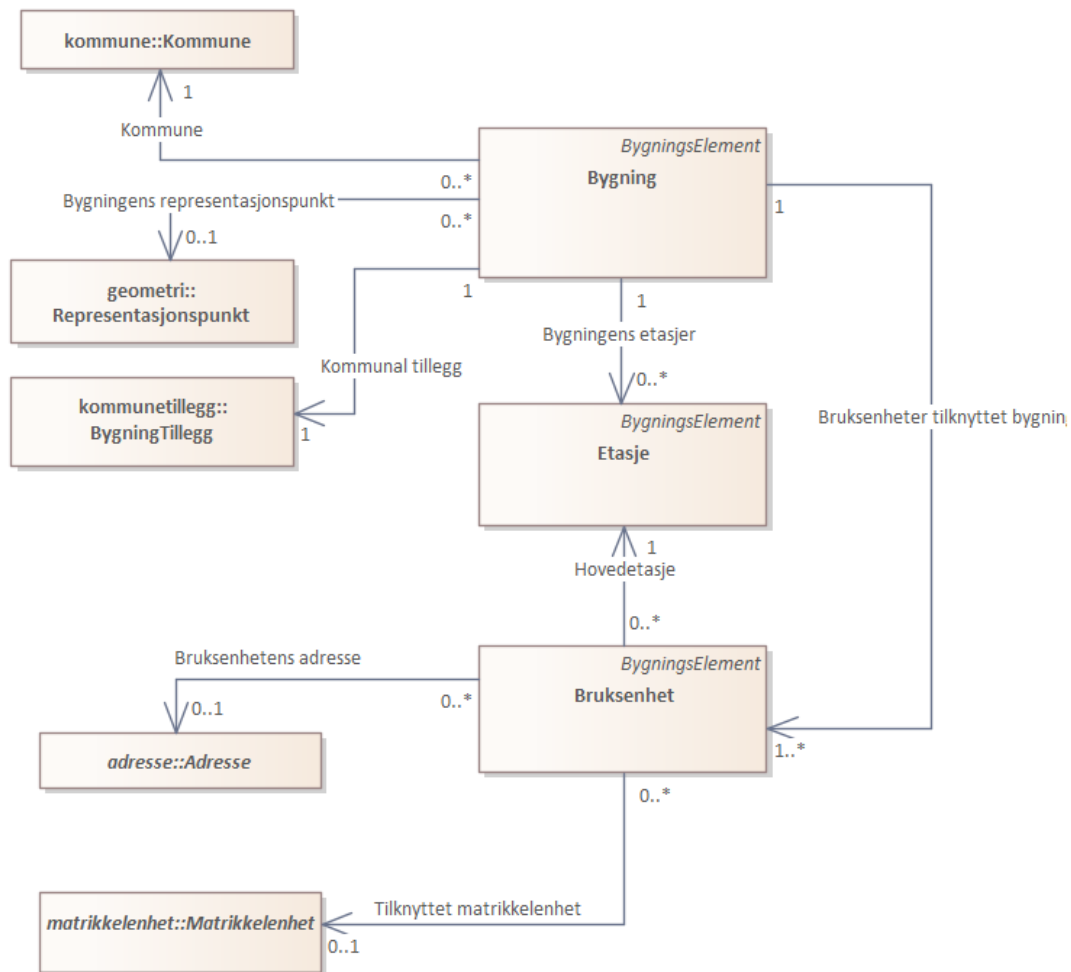 kommune::Kommune
1
Kommune
BygningsElement
Bygning
0..*
Bygningens representasjonspunkt
0..*
0..1
1
geometri::
Representasjonspunkt
1
1
Bygningens etasjer
Kommunal tillegg
0..*
kommunetillegg::
BygningTillegg
1
BygningsElement
Etasje
Bruksenheter tilknyttet bygning
1
Hovedetasje
0..*
Bruksenhetens adresse
BygningsElement
Bruksenhet
0..*
0..1
adresse::Adresse
1..*
0..*
matrikkelenhet::Matrikkelenhet
Tilknyttet matrikkelenhet
0..1